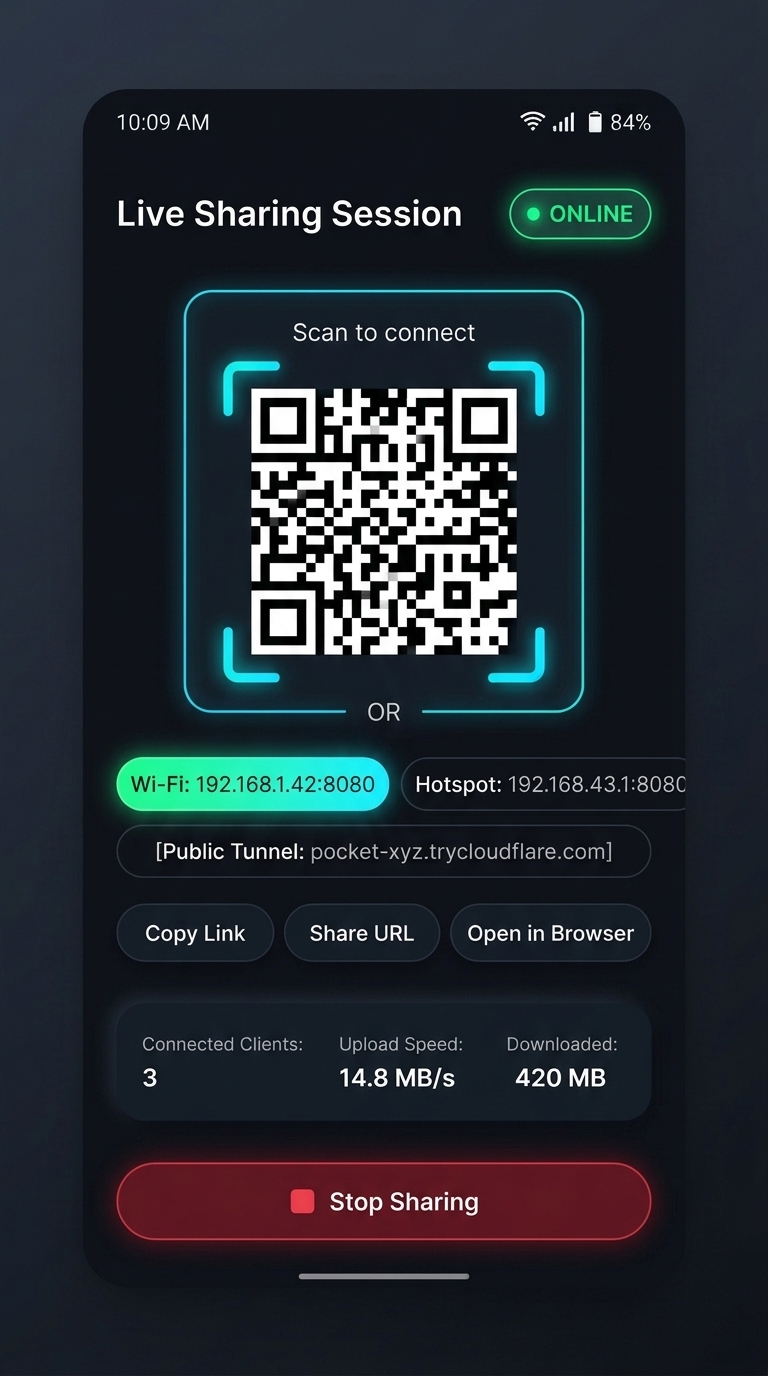 10:09 AM 84%
Live Sharing Session ONLINE
Scan to connect
OR
Wi-Fi: 192.168.1.42:8080 Hotspot: 192.168.43.1:8080
[Public Tunnel: pocket-xyz.trycloudflare.com]
Copy Link Share URL Open in Browser
Connected Clients: Upload Speed: Downloaded:
3 14.8 MB/s 420 MB
Stop Sharing